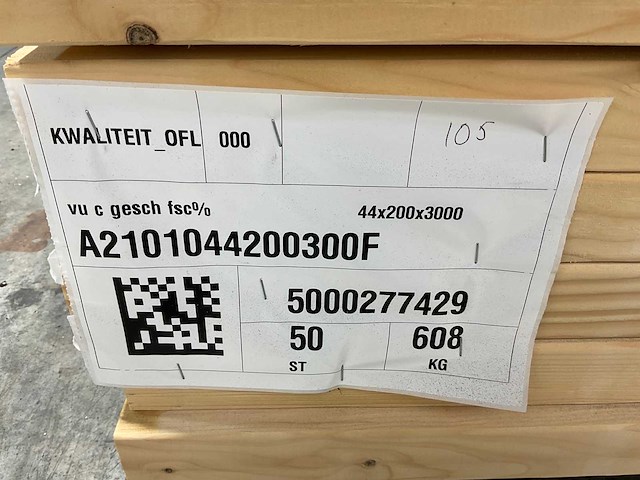 KWALITEIT_OFL 000 105
vu c gesch fsc% 44x200x3000
A2101044200300F
5000277429
50 608
ST KG